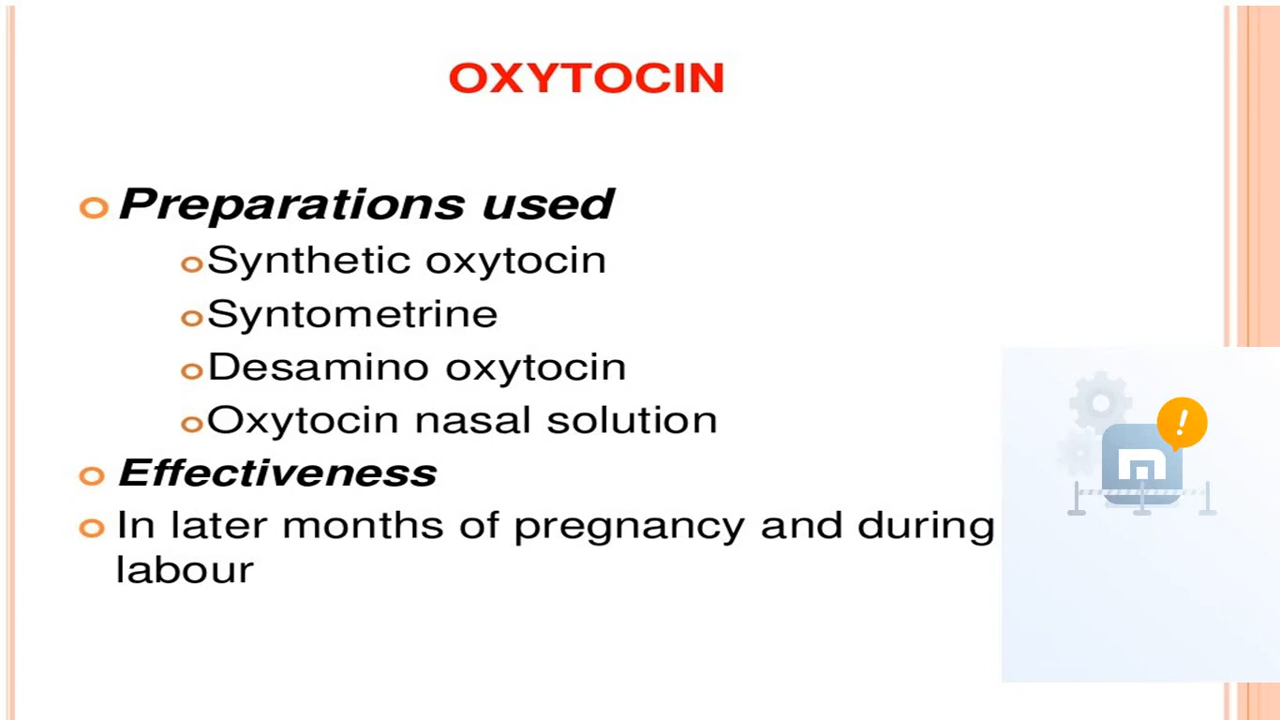 OXYTOCIN
Preparations used
Synthetic oxytocin
Syntometrine
Desamino oxytocin
Oxytocin nasal solution
Effectiveness
In later months of pregnancy and during
labour